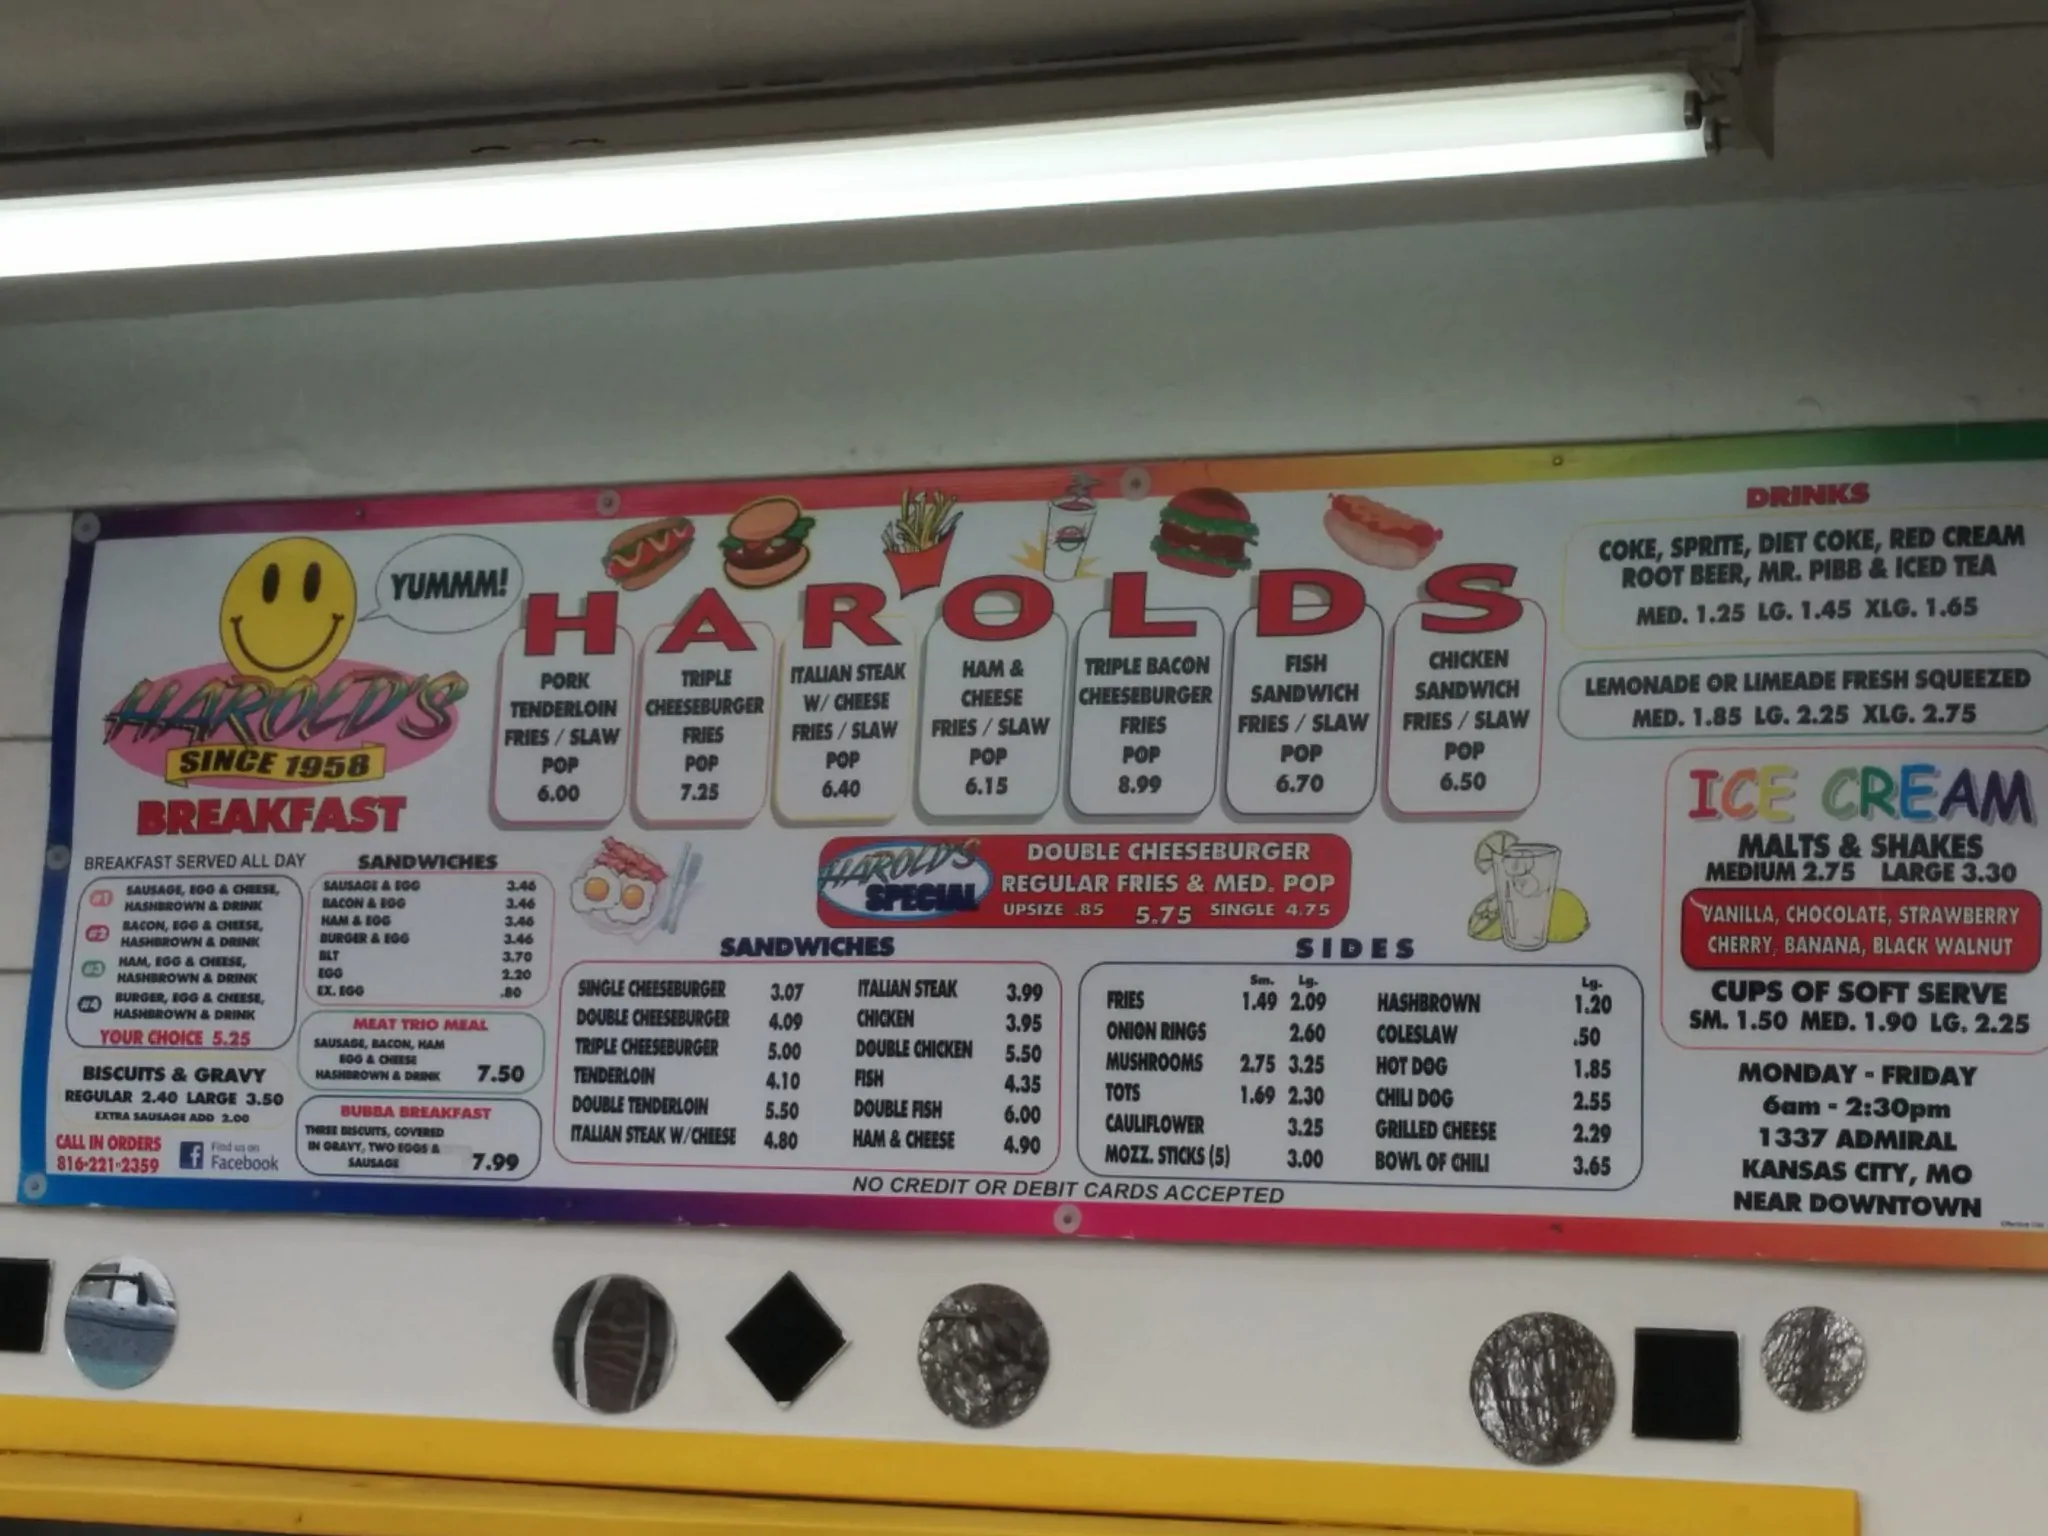 YUMMM!
HAROLD'S
SINCE 1958
BREAKFAST
BREAKFAST SERVED ALL DAY
#1 SAUSAGE, EGG & CHEESE,
HASHBROWN & DRINK
#2 BACON, EGG & CHEESE,
HASHBROWN & DRINK
#3 HAM, EGG & CHEESE,
HASHBROWN & DRINK
#4 BURGER, EGG & CHEESE,
HASHBROWN & DRINK
YOUR CHOICE 5.25
BISCUITS & GRAVY
REGULAR 2.40 LARGE 3.50
EXTRA SAUSAGE ADD 2.00
CALL IN ORDERS
816-221-2359
Find us on
Facebook
SANDWICHES
SAUSAGE & EGG 3.46
BACON & EGG 3.46
HAM & EGG 3.46
BURGER & EGG 3.46
BLT 3.70
EGG 2.20
EX. EGG .80
MEAT TRIO MEAL
SAUSAGE, BACON, HAM
EGG & CHEESE
HASHBROWN & DRINK 7.50
BUBBA BREAKFAST
THREE BISCUITS, COVERED
IN GRAVY, TWO EGGS &
SAUSAGE 7.99
HAROLDS
PORK
TENDERLOIN
FRIES / SLAW
POP
6.00
TRIPLE
CHEESEBURGER
FRIES
POP
7.25
ITALIAN STEAK
W/ CHEESE
FRIES / SLAW
POP
6.40
HAM &
CHEESE
FRIES / SLAW
POP
6.15
TRIPLE BACON
CHEESEBURGER
FRIES
POP
8.99
FISH
SANDWICH
FRIES / SLAW
POP
6.70
CHICKEN
SANDWICH
FRIES / SLAW
POP
6.50
HAROLD'S
SPECIAL
DOUBLE CHEESEBURGER
REGULAR FRIES & MED. POP
UPSIZE .85 5.75 SINGLE 4.75
SANDWICHES
SINGLE CHEESEBURGER 3.07
DOUBLE CHEESEBURGER 4.09
TRIPLE CHEESEBURGER 5.00
TENDERLOIN 4.10
DOUBLE TENDERLOIN 5.50
ITALIAN STEAK W/CHEESE 4.80
ITALIAN STEAK 3.99
CHICKEN 3.95
DOUBLE CHICKEN 5.50
FISH 4.35
DOUBLE FISH 6.00
HAM & CHEESE 4.90
SIDES
Sm. Lg.
FRIES 1.49 2.09
ONION RINGS 2.60
MUSHROOMS 2.75 3.25
TOTS 1.69 2.30
CAULIFLOWER 3.25
MOZZ. STICKS (5) 3.00
Lg.
HASHBROWN 1.20
COLESLAW .50
HOT DOG 1.85
CHILI DOG 2.55
GRILLED CHEESE 2.29
BOWL OF CHILI 3.65
NO CREDIT OR DEBIT CARDS ACCEPTED
DRINKS
COKE, SPRITE, DIET COKE, RED CREAM
ROOT BEER, MR. PIBB & ICED TEA
MED. 1.25 LG. 1.45 XLG. 1.65
LEMONADE OR LIMEADE FRESH SQUEEZED
MED. 1.85 LG. 2.25 XLG. 2.75
ICE CREAM
MALTS & SHAKES
MEDIUM 2.75 LARGE 3.30
VANILLA, CHOCOLATE, STRAWBERRY
CHERRY, BANANA, BLACK WALNUT
CUPS OF SOFT SERVE
SM. 1.50 MED. 1.90 LG. 2.25
MONDAY - FRIDAY
6am - 2:30pm
1337 ADMIRAL
KANSAS CITY, MO
NEAR DOWNTOWN